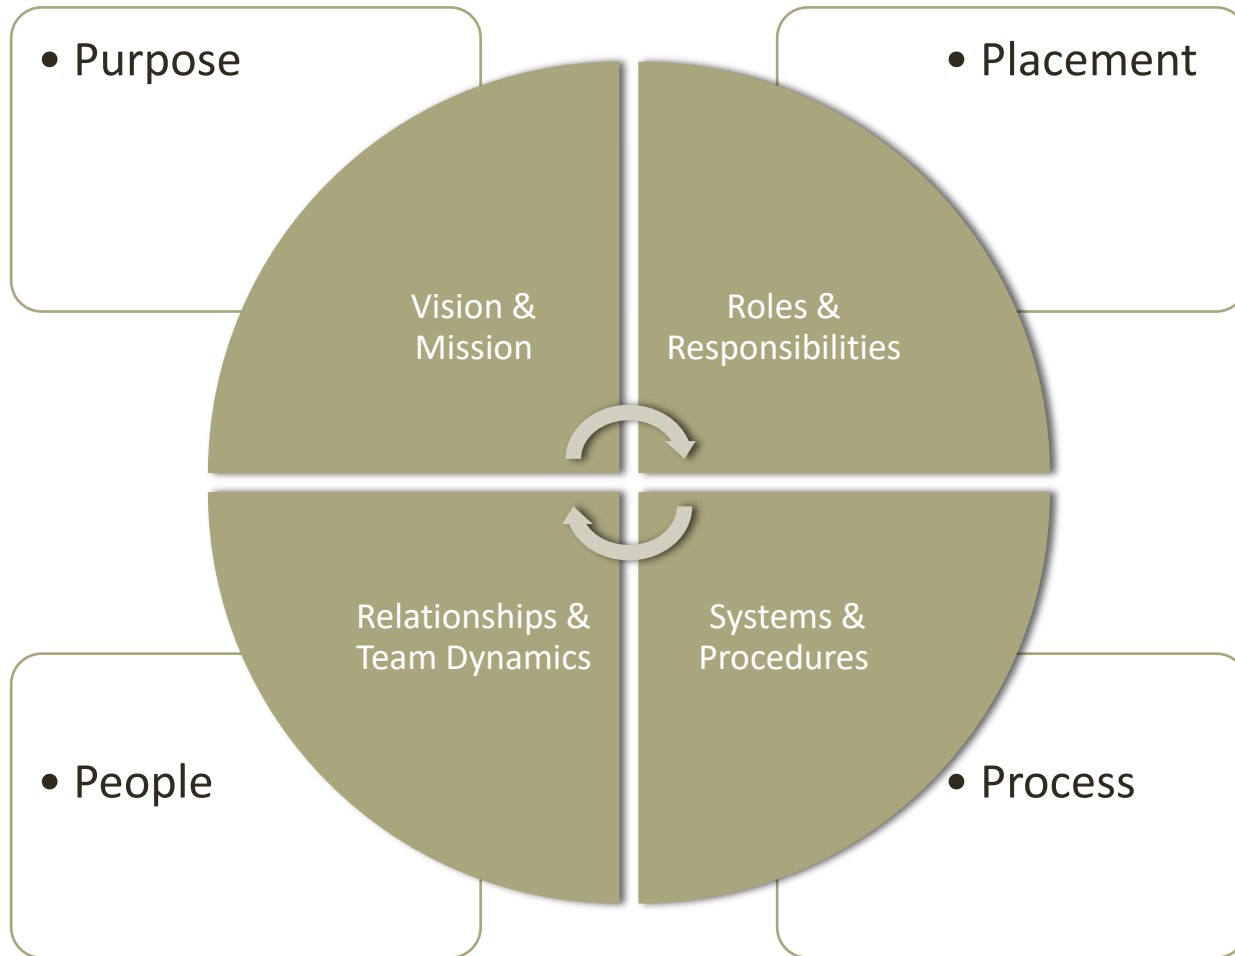 • Purpose
• Placement
Vision &
Mission
Roles &
Responsibilities
Relationships &
Team Dynamics
Systems &
Procedures
• People
• Process